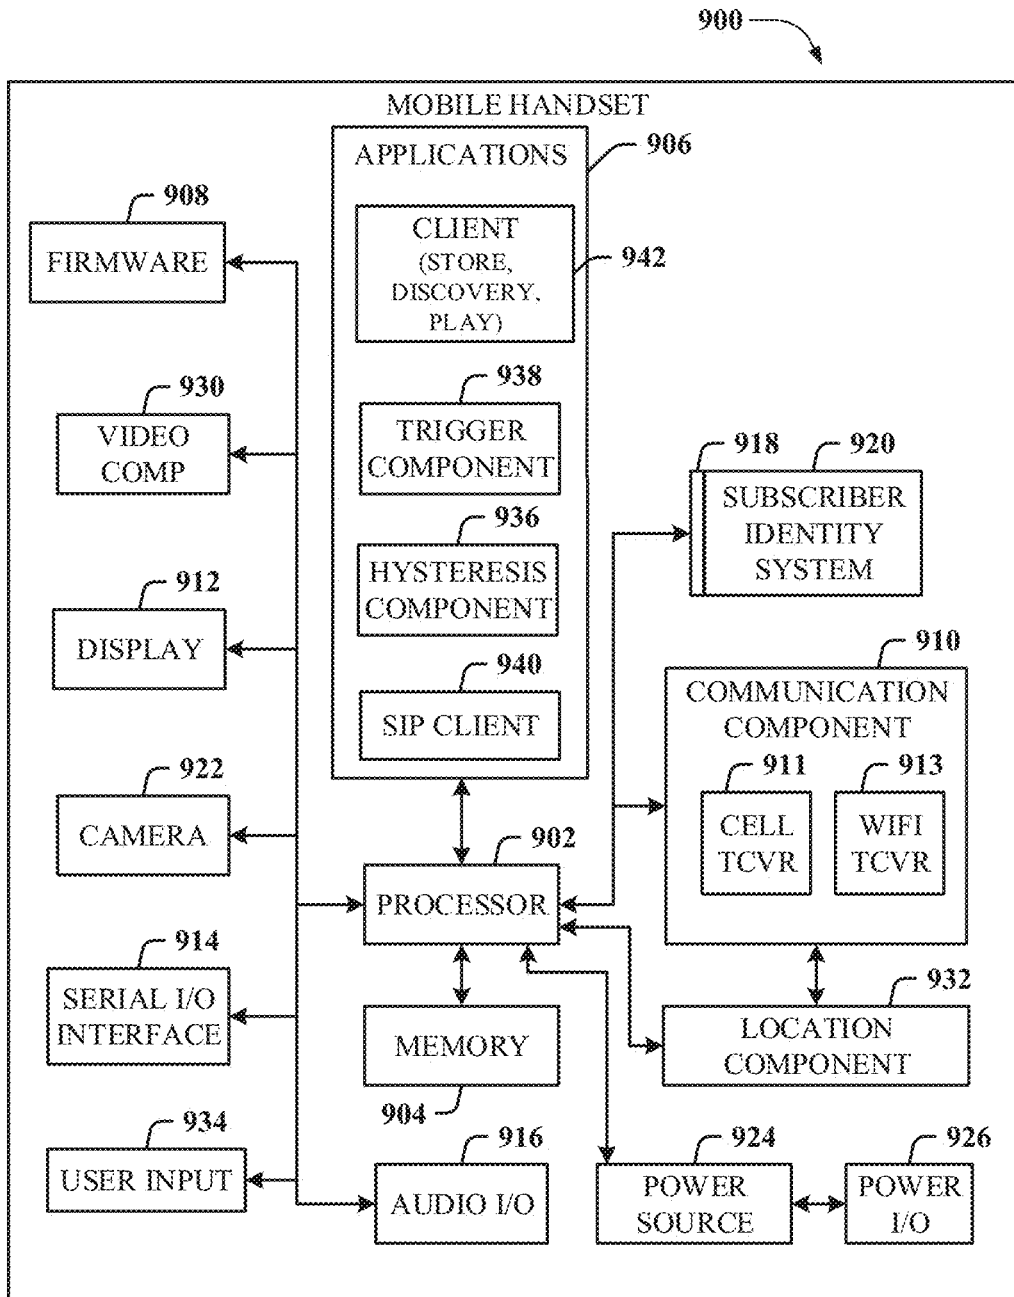 900
MOBILE HANDSET
APPLICATIONS
906
CLIENT
(STORE,
DISCOVERY,
PLAY)
942
938
TRIGGER
COMPONENT
936
HYSTERESIS
COMPONENT
940
SIP CLIENT
908
FIRMWARE
930
VIDEO
COMP
912
DISPLAY
922
CAMERA
914
SERIAL I/O
INTERFACE
934
USER INPUT
902
PROCESSOR
MEMORY
904
916
AUDIO I/O
918
920
SUBSCRIBER
IDENTITY
SYSTEM
910
COMMUNICATION
COMPONENT
911
CELL
TCVR
913
WIFI
TCVR
932
LOCATION
COMPONENT
924
POWER
SOURCE
926
POWER
I/O